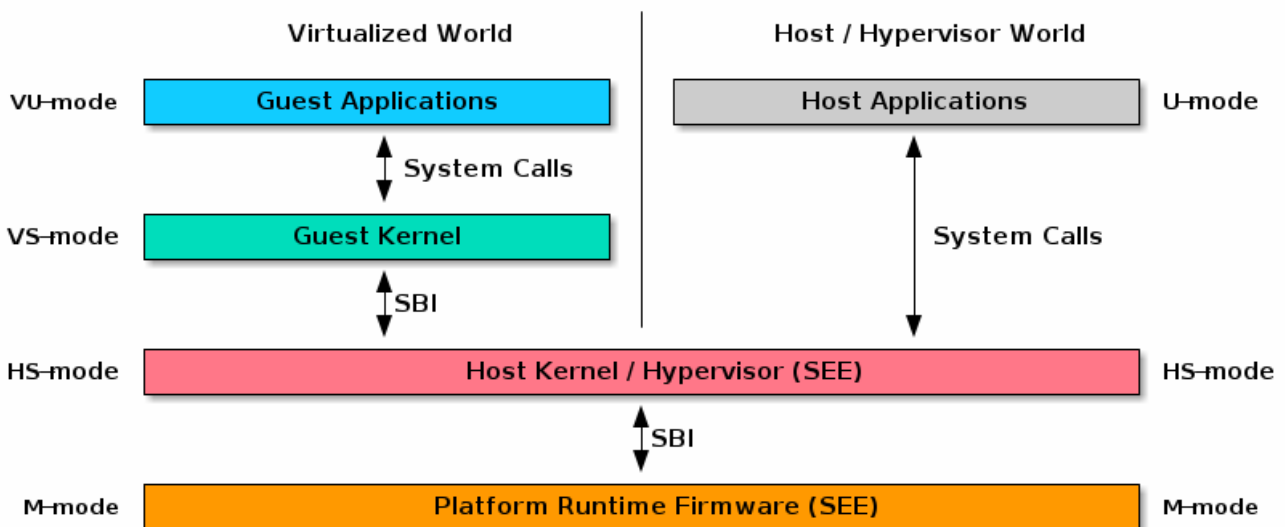 Virtualized World
Host / Hypervisor World
VU-mode
Guest Applications
Host Applications
U-mode
System Calls
VS-mode
Guest Kernel
System Calls
SBI
HS-mode
Host Kernel / Hypervisor (SEE)
HS-mode
SBI
M-mode
Platform Runtime Firmware (SEE)
M-mode